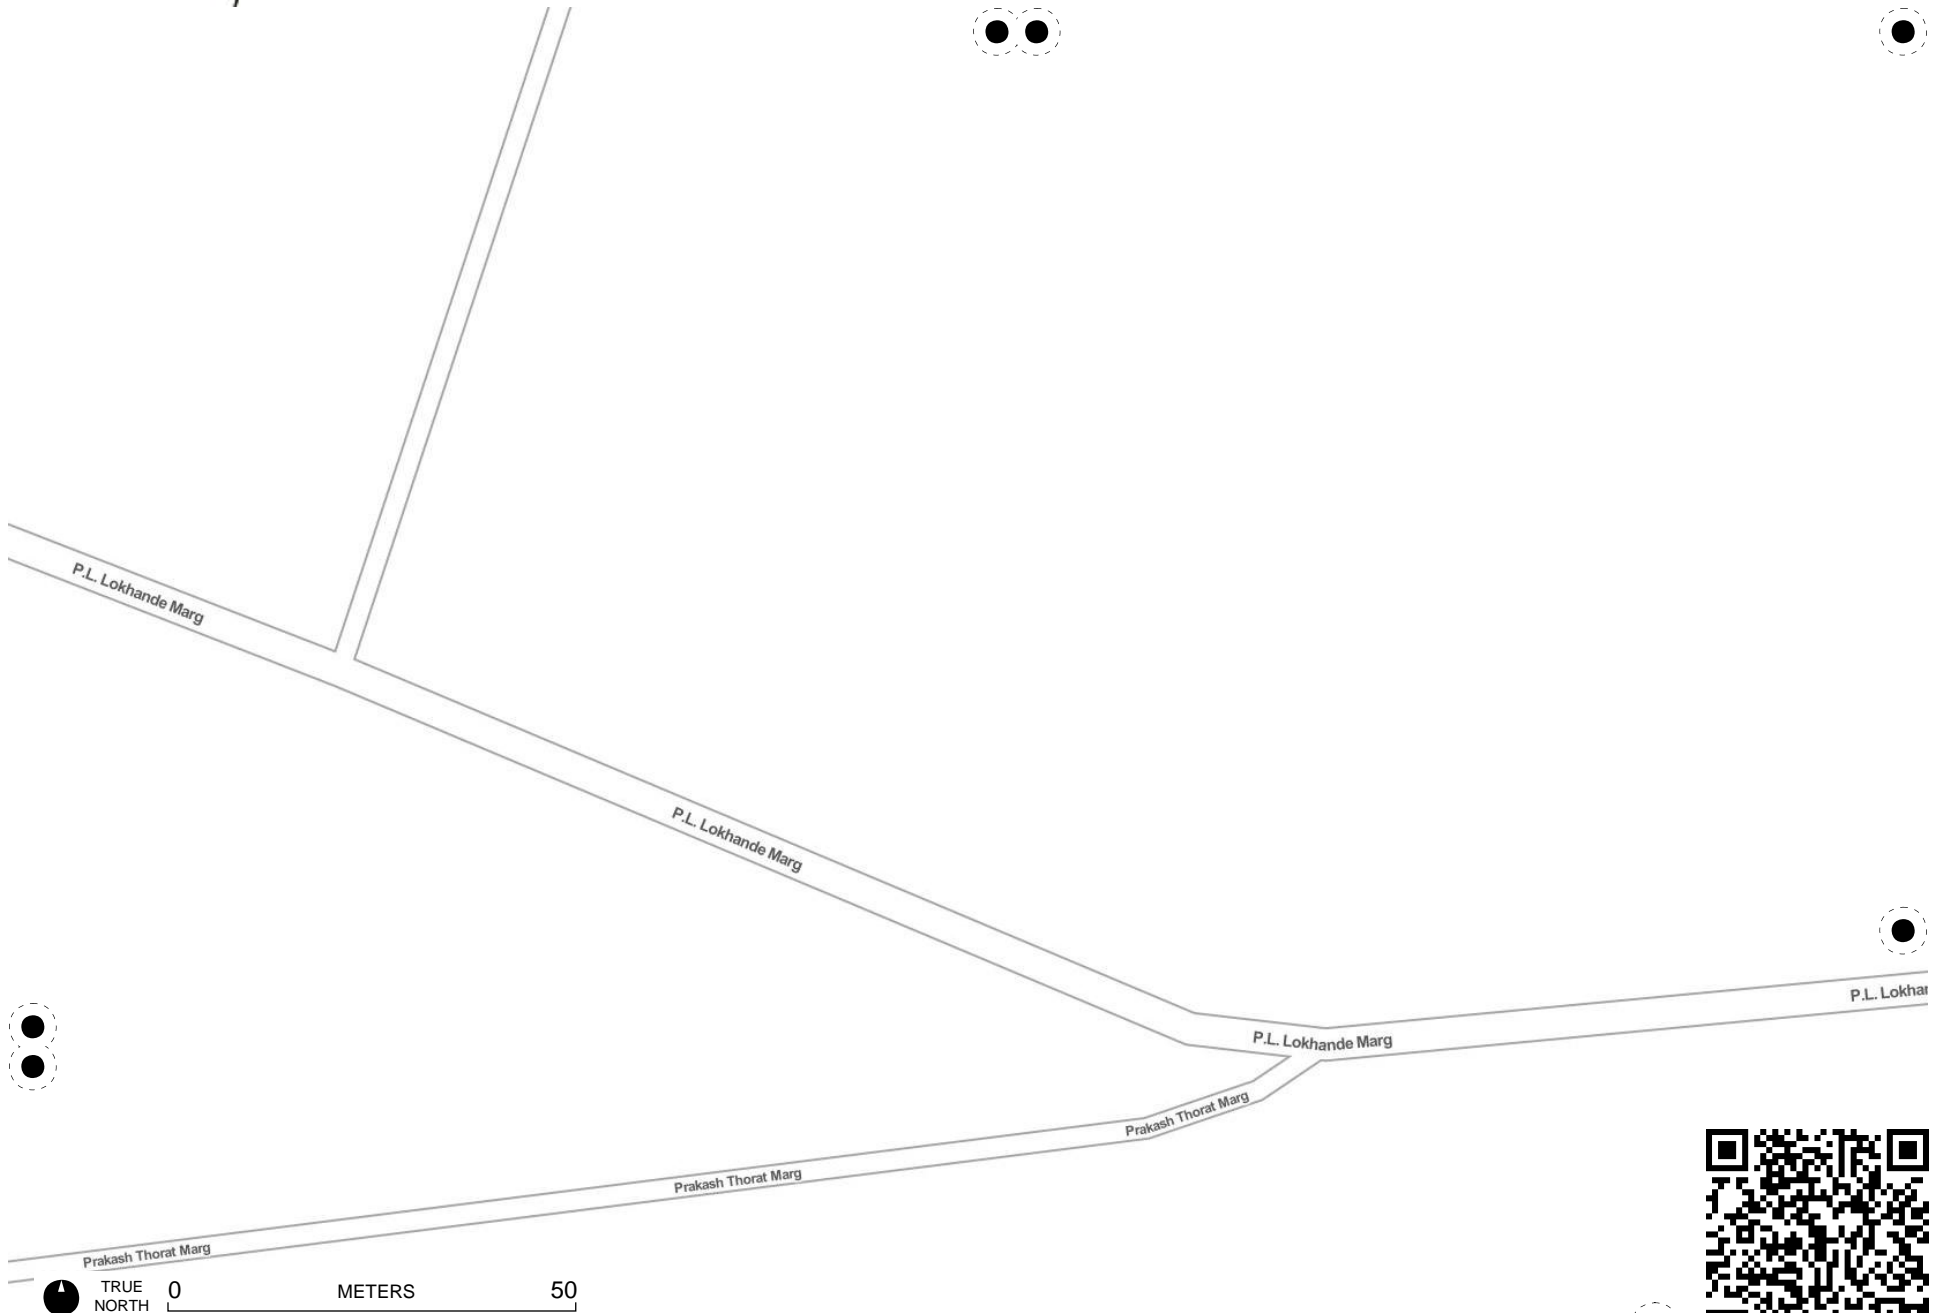 P.L. Lokhande Marg
P.L. Lokhande Marg
P.L. Lokhar
P.L. Lokhande Marg
Prakash Thorat Marg
Prakash Thorat Marg
Prakash Thorat Marg
TRUE NORTH
0 METERS 50